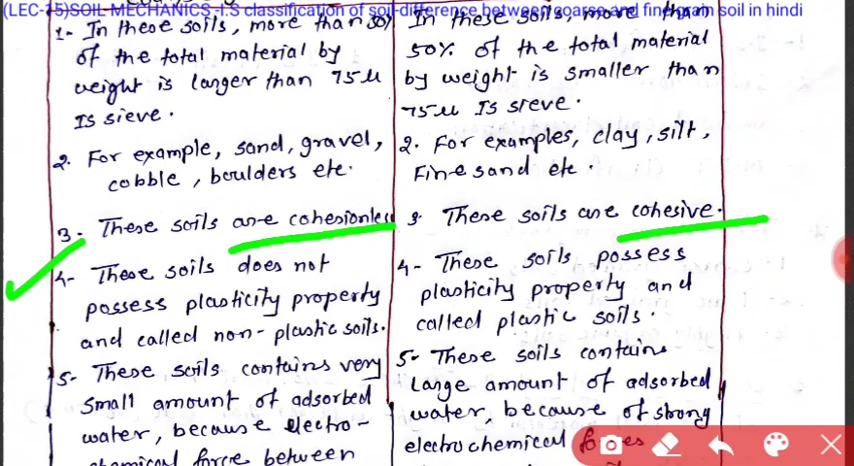 (LEC-15)SOIL MECHANICS -I.S classification of soil-difference between coarse and fine grain soil in hindi
1- In these soils, more than 50%
of the total material by
weight is larger than 75μ
IS sieve.
2. For example, sand, gravel,
cobble, boulders etc.
3- These soils are cohesionless
4- These soils does not
possess plasticity property
and called non-plastic soils.
5- These soils contains very
small amount of adsorbed
water, because electro-
chemical force between
In these soils, more than
50% of the total material
by weight is smaller than
75μ IS sieve.
2. For examples, clay, silt,
Fine sand etc
3 These soils are cohesive.
4- These soils possess
plasticity property and
called plastic soils.
5- These soils contains
Large amount of adsorbed
water, because of strong
electrochemical forces